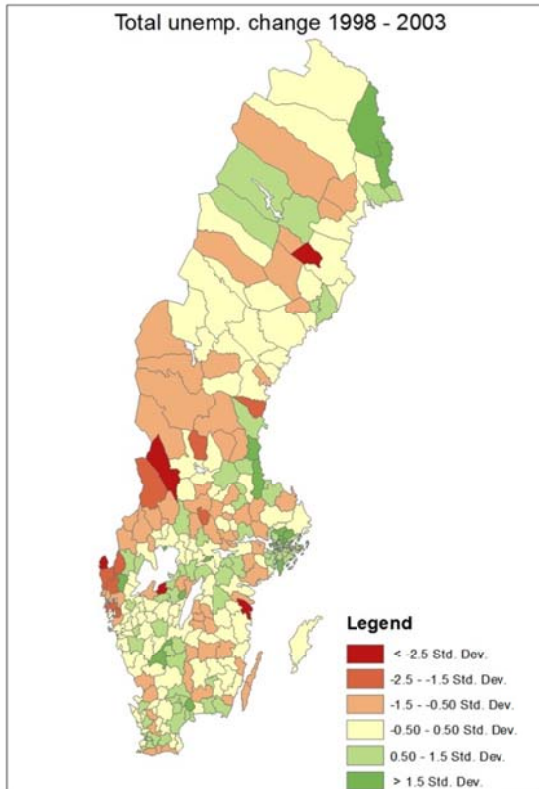 Total unemp. change 1998 - 2003
Legend
< -2.5 Std. Dev.
-2.5 - -1.5 Std. Dev.
-1.5 - -0.50 Std. Dev.
-0.50 - 0.50 Std. Dev.
0.50 - 1.5 Std. Dev.
> 1.5 Std. Dev.